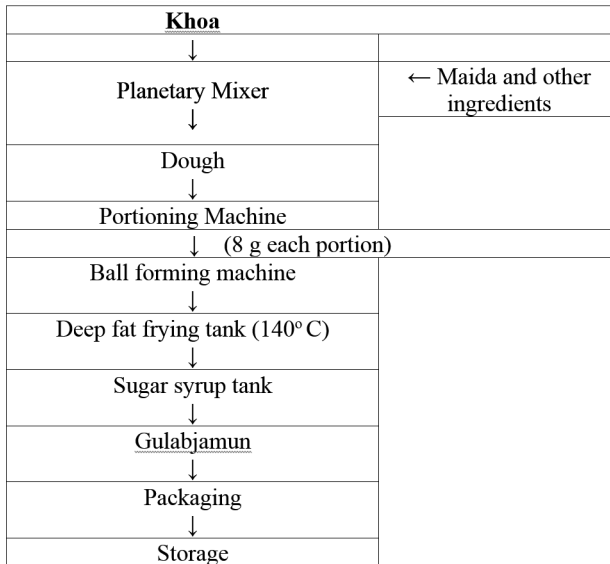 Khoa
↓
Planetary Mixer
↓
← Maida and other
ingredients
Dough
↓
Portioning Machine
↓ (8 g each portion)
Ball forming machine
↓
Deep fat frying tank (140º C)
↓
Sugar syrup tank
↓
Gulabjamun
↓
Packaging
↓
Storage